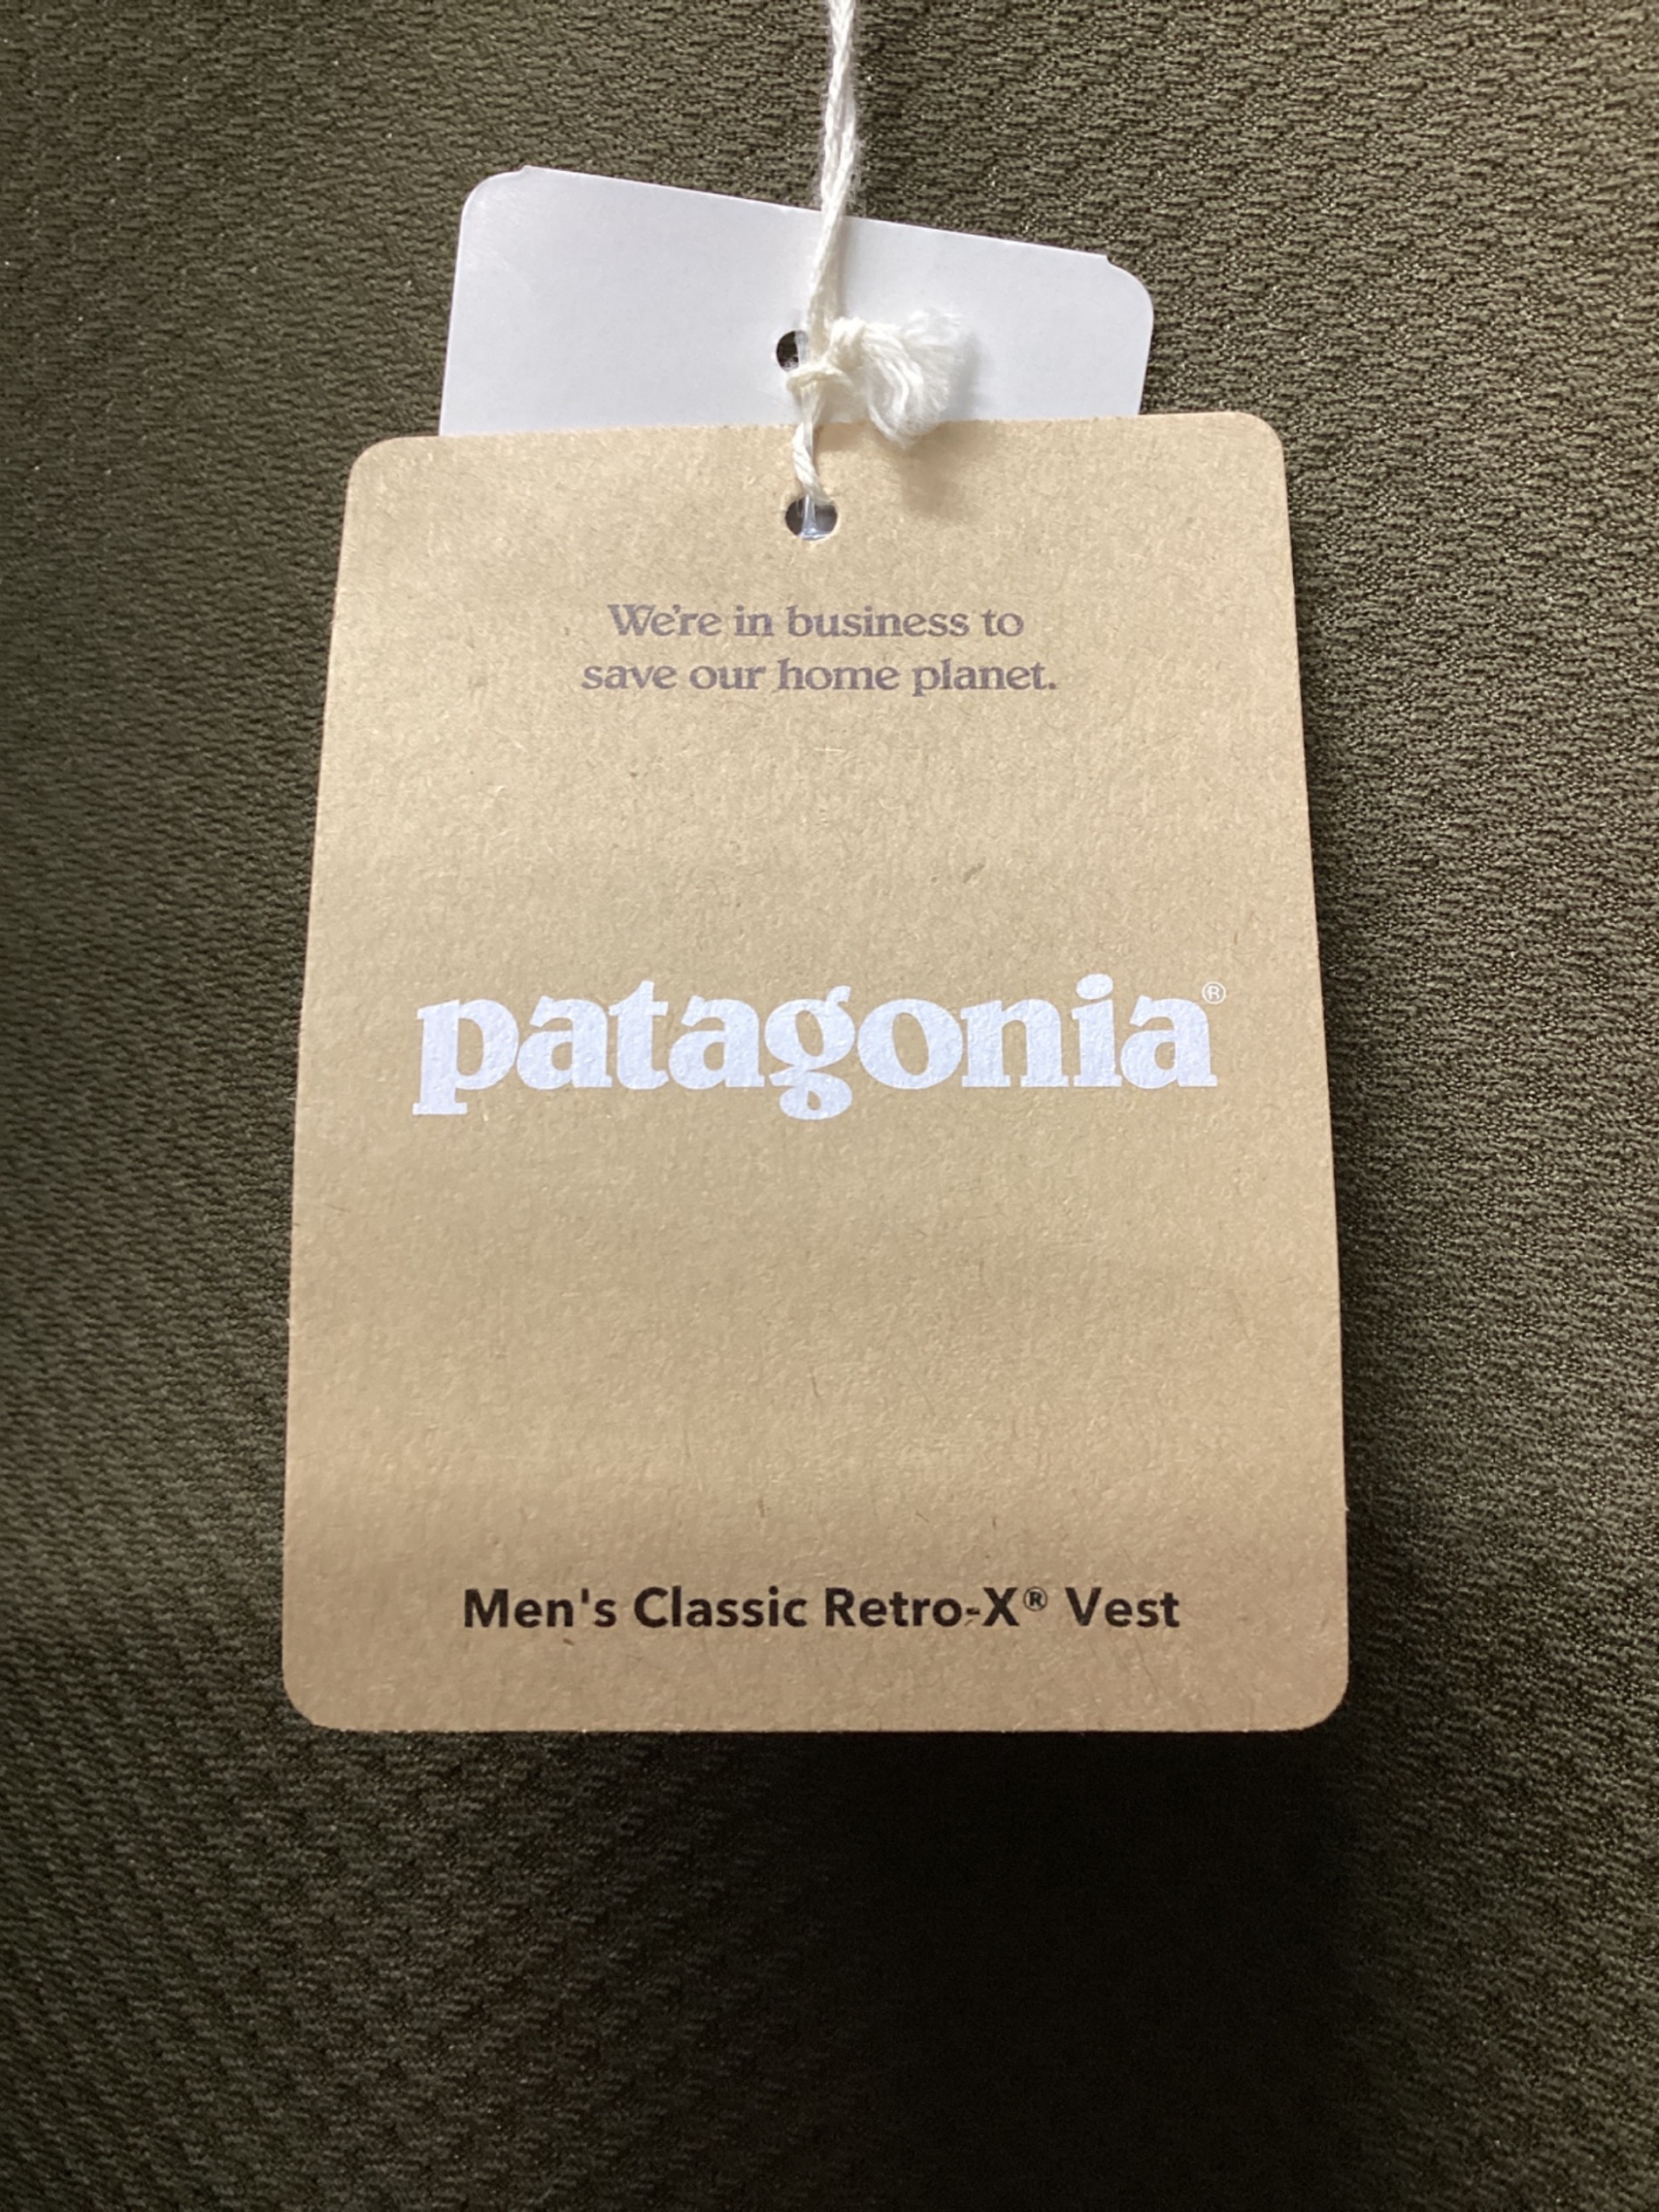 We're in business to
save our home planet.
patagonia®
Men's Classic Retro-X® Vest